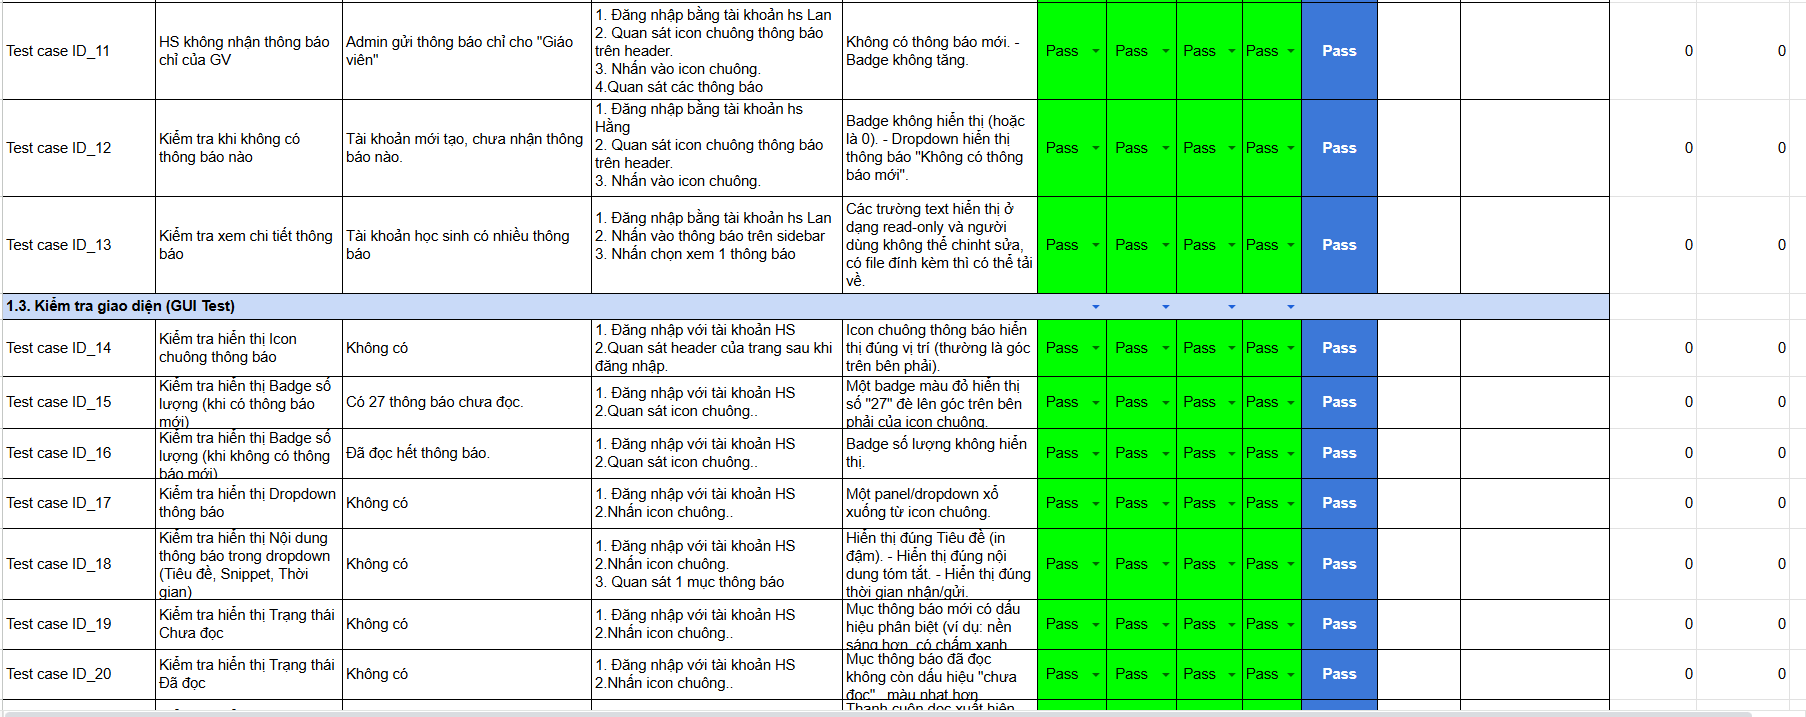 Test case ID_11
HS không nhận thông báo
chỉ của GV
Admin gửi thông báo chỉ cho "Giáo
viên"
1. Đăng nhập bằng tài khoản hs Lan
2. Quan sát icon chuông thông báo
trên header.
3. Nhấn vào icon chuông.
4.Quan sát các thông báo
Không có thông báo mới. -
Badge không tăng.
Pass
Pass
Pass
Pass
Pass
0
0
Test case ID_12
Kiểm tra khi không có
thông báo nào
Tài khoản mới tạo, chưa nhận thông
báo nào.
1. Đăng nhập bằng tài khoản hs
Hằng
2. Quan sát icon chuông thông báo
trên header.
3. Nhấn vào icon chuông.
Badge không hiển thị (hoặc
là 0). - Dropdown hiển thị
thông báo "Không có thông
báo mới".
Pass
Pass
Pass
Pass
Pass
0
0
Test case ID_13
Kiểm tra xem chi tiết thông
báo
Tài khoản học sinh có nhiều thông
báo
1. Đăng nhập bằng tài khoản hs Lan
2. Nhấn vào thông báo trên sidebar
3. Nhấn chọn xem 1 thông báo
Các trường text hiển thị ở
dạng read-only và người
dùng không thể chinht sửa,
có file đính kèm thì có thể tải
về.
Pass
Pass
Pass
Pass
Pass
0
0
1.3. Kiểm tra giao diện (GUI Test)
Test case ID_14
Kiểm tra hiển thị Icon
chuông thông báo
Không có
1. Đăng nhập với tài khoản HS
2.Quan sát header của trang sau khi
đăng nhập.
Icon chuông thông báo hiển
thị đúng vị trí (thường là góc
trên bên phải).
Pass
Pass
Pass
Pass
Pass
0
0
Test case ID_15
Kiểm tra hiển thị Badge số
lượng (khi có thông báo
mới)
Có 27 thông báo chưa đọc.
1. Đăng nhập với tài khoản HS
2.Quan sát icon chuông..
Một badge màu đỏ hiển thị
số "27" đè lên góc trên bên
phải của icon chuông.
Pass
Pass
Pass
Pass
Pass
0
0
Test case ID_16
Kiểm tra hiển thị Badge số
lượng (khi không có thông
báo mới)
Đã đọc hết thông báo.
1. Đăng nhập với tài khoản HS
2.Quan sát icon chuông..
Badge số lượng không hiển
thị.
Pass
Pass
Pass
Pass
Pass
0
0
Test case ID_17
Kiểm tra hiển thị Dropdown
thông báo
Không có
1. Đăng nhập với tài khoản HS
2.Nhấn icon chuông..
Một panel/dropdown xổ
xuống từ icon chuông.
Pass
Pass
Pass
Pass
Pass
0
0
Test case ID_18
Kiểm tra hiển thị Nội dung
thông báo trong dropdown
(Tiêu đề, Snippet, Thời
gian)
Không có
1. Đăng nhập với tài khoản HS
2.Nhấn icon chuông.
3. Quan sát 1 mục thông báo
Hiển thị đúng Tiêu đề (in
đậm). - Hiển thị đúng nội
dung tóm tắt. - Hiển thị đúng
thời gian nhận/gửi.
Pass
Pass
Pass
Pass
Pass
0
0
Test case ID_19
Kiểm tra hiển thị Trạng thái
Chưa đọc
Không có
1. Đăng nhập với tài khoản HS
2.Nhấn icon chuông..
Mục thông báo mới có dấu
hiệu phân biệt (ví dụ: nền
sáng hơn, có chấm xanh
Pass
Pass
Pass
Pass
Pass
0
0
Test case ID_20
Kiểm tra hiển thị Trạng thái
Đã đọc
Không có
1. Đăng nhập với tài khoản HS
2.Nhấn icon chuông..
Mục thông báo đã đọc
không còn dấu hiệu "chưa
đọc" màu nhạt hơn
Pass
Pass
Pass
Pass
Pass
0
0
Thanh cuộn dọc xuất hiện